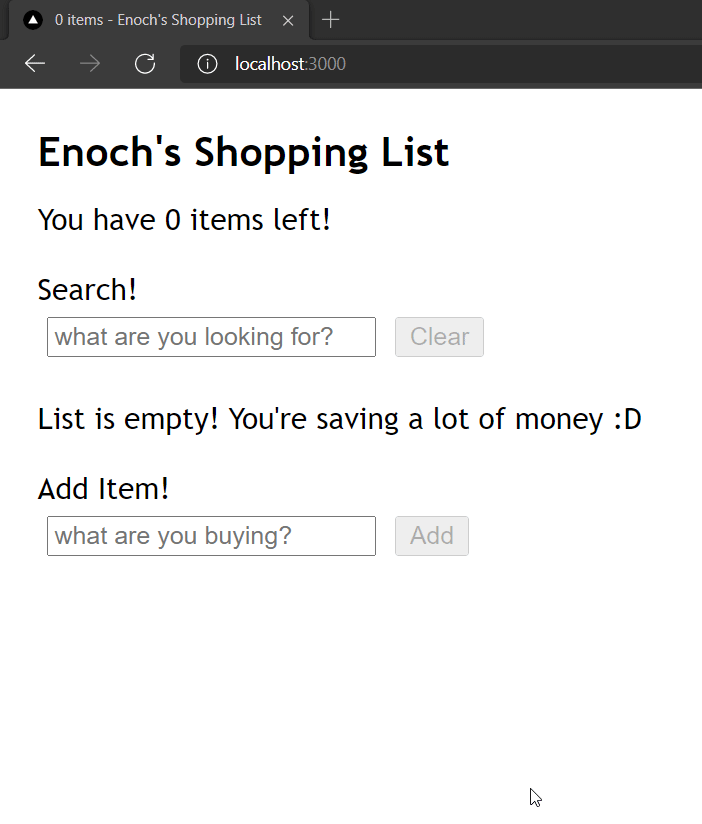 0 items - Enoch's Shopping List
localhost:3000
Enoch's Shopping List
You have 0 items left!
Search!
what are you looking for? Clear
List is empty! You're saving a lot of money :D
Add Item!
what are you buying? Add